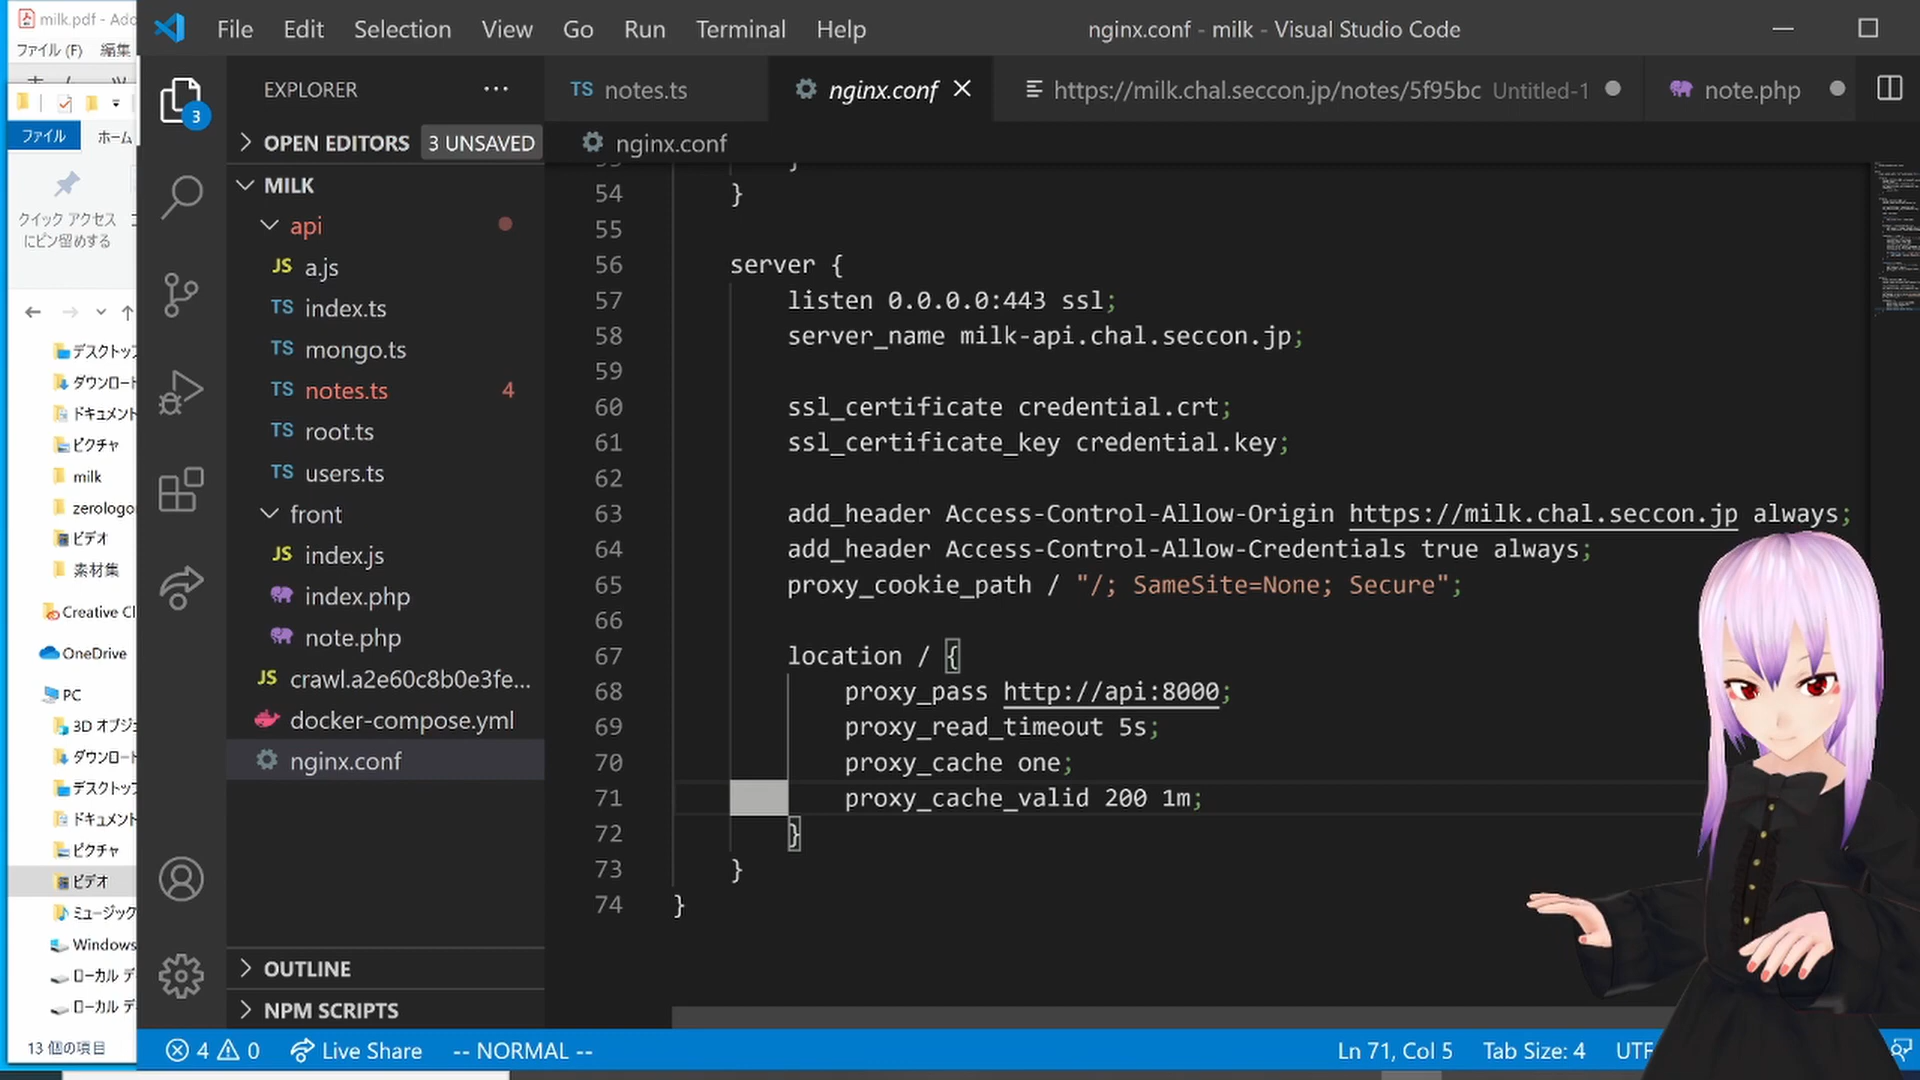 milk.pdf - Ado
ファイル (F) 編集
ファイル ホーム
クイック アクセス
にピン留めする
デスクトップ
ダウンロード
ドキュメント
ピクチャ
milk
zerologo
ビデオ
素材集
Creative Cl
OneDrive
PC
3D オブジ
ダウンロード
デスクトップ
ドキュメント
ピクチャ
ビデオ
ミュージック
Windows
ローカル デ
ローカル デ
13 個の項目
File Edit Selection View Go Run Terminal Help
nginx.conf - milk - Visual Studio Code
3
EXPLORER ...
OPEN EDITORS 3 UNSAVED
MILK
api
JS a.js
TS index.ts
TS mongo.ts
TS notes.ts 4
TS root.ts
TS users.ts
front
JS index.js
index.php
note.php
JS crawl.a2e60c8b0e3fe...
docker-compose.yml
nginx.conf
OUTLINE
NPM SCRIPTS
TS notes.ts
nginx.conf
https://milk.chal.seccon.jp/notes/5f95bc Untitled-1
note.php
nginx.conf
53 }
54 }
55
56 server {
57 listen 0.0.0.0:443 ssl;
58 server_name milk-api.chal.seccon.jp;
59
60 ssl_certificate credential.crt;
61 ssl_certificate_key credential.key;
62
63 add_header Access-Control-Allow-Origin https://milk.chal.seccon.jp always;
64 add_header Access-Control-Allow-Credentials true always;
65 proxy_cookie_path / "/; SameSite=None; Secure";
66
67 location / {
68 proxy_pass http://api:8000;
69 proxy_read_timeout 5s;
70 proxy_cache one;
71 proxy_cache_valid 200 1m;
72 }
73 }
74 }
4 0 Live Share -- NORMAL --
Ln 71, Col 5 Tab Size: 4 UTF